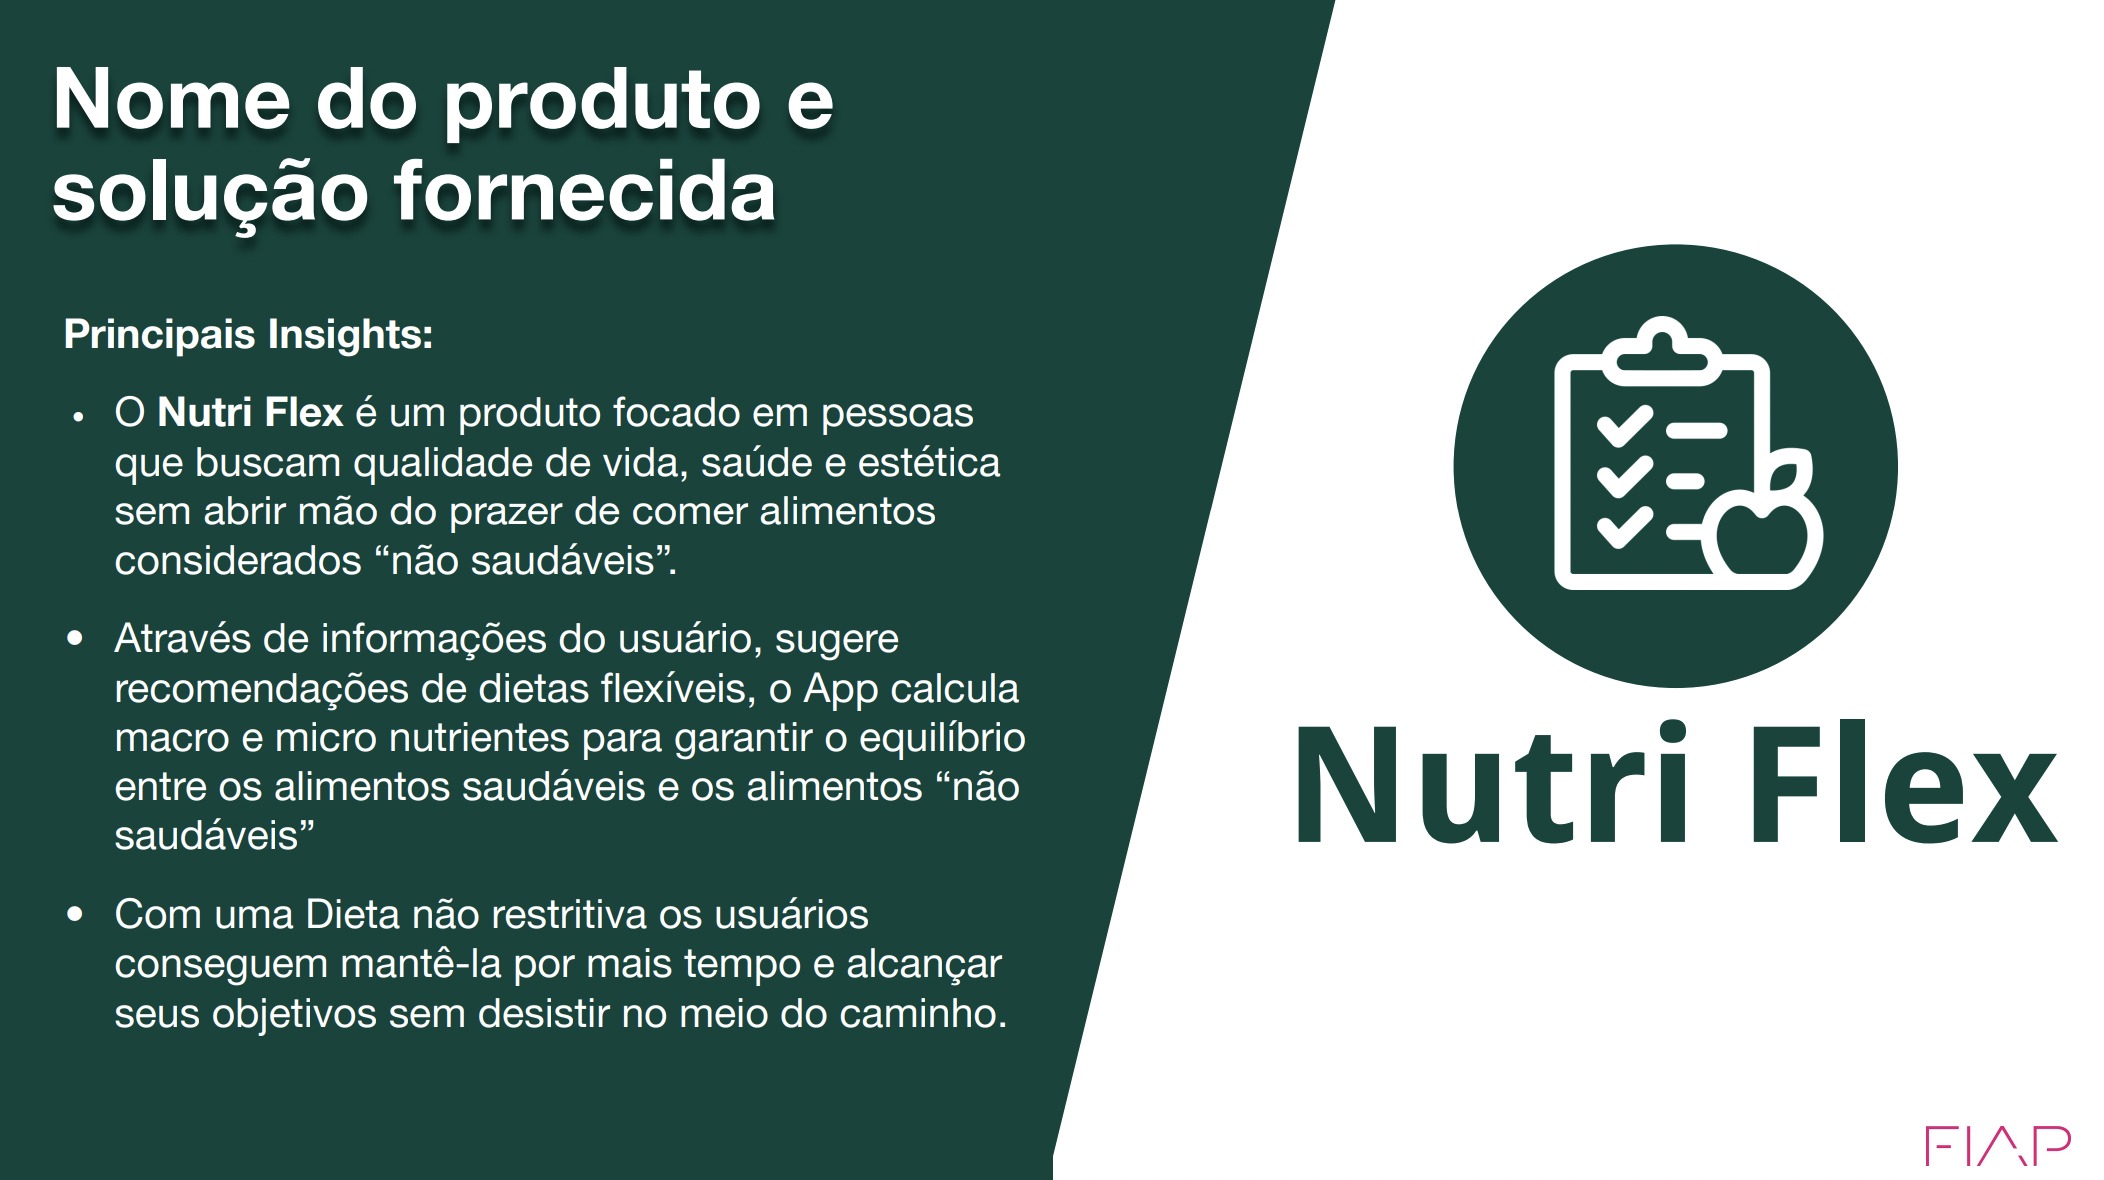 Nome do produto e
solução fornecida
Principais Insights:
• O Nutri Flex é um produto focado em pessoas
que buscam qualidade de vida, saúde e estética
sem abrir mão do prazer de comer alimentos
considerados “não saudáveis”.
• Através de informações do usuário, sugere
recomendações de dietas flexíveis, o App calcula
macro e micro nutrientes para garantir o equilíbrio
entre os alimentos saudáveis e os alimentos “não
saudáveis”
• Com uma Dieta não restritiva os usuários
conseguem mantê-la por mais tempo e alcançar
seus objetivos sem desistir no meio do caminho.
Nutri Flex
FIAP